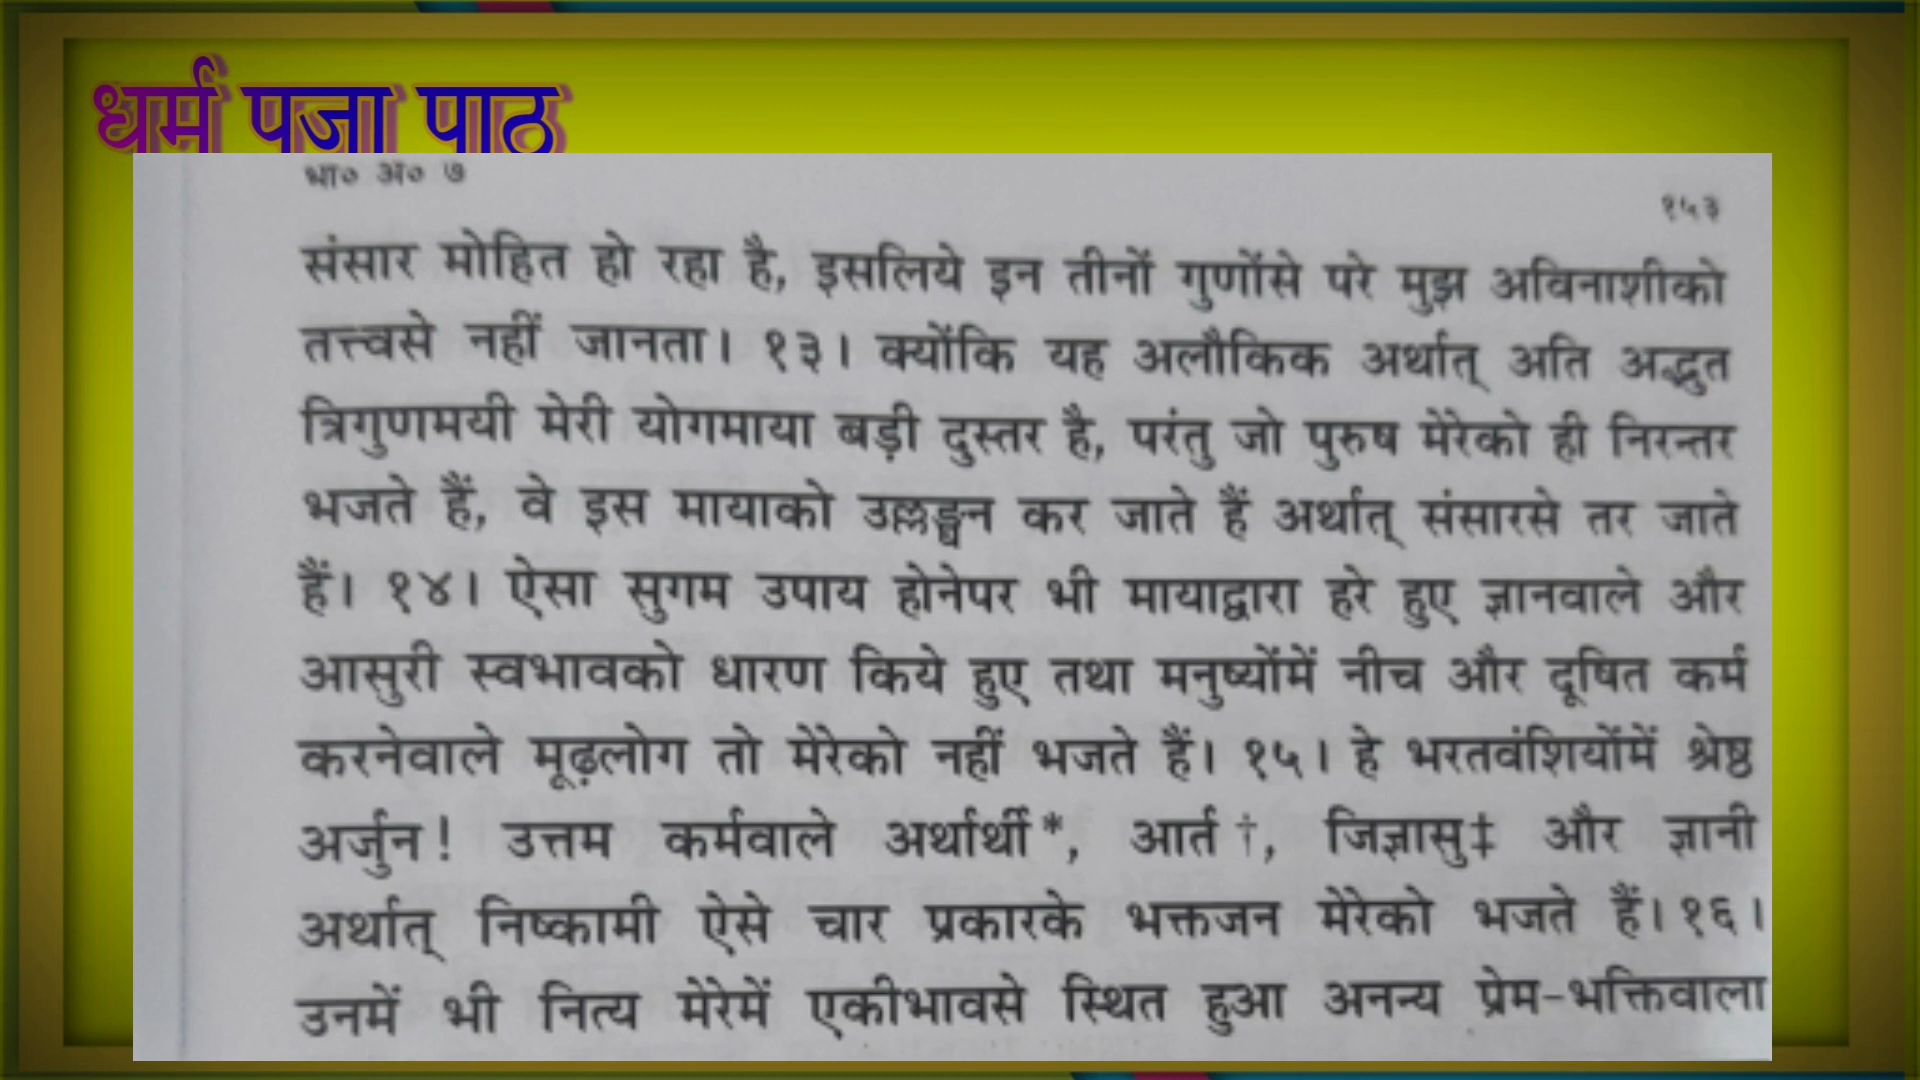 धर्म पूजा पाठ
भा० अ० ७
१५३
संसार मोहित हो रहा है, इसलिये इन तीनों गुणोंसे परे मुझ अविनाशीको
तत्त्वसे नहीं जानता। १३। क्योंकि यह अलौकिक अर्थात् अति अद्भुत
त्रिगुणमयी मेरी योगमाया बड़ी दुस्तर है, परंतु जो पुरुष मेरेको ही निरन्तर
भजते हैं, वे इस मायाको उल्लङ्घन कर जाते हैं अर्थात् संसारसे तर जाते
हैं। १४। ऐसा सुगम उपाय होनेपर भी मायाद्वारा हरे हुए ज्ञानवाले और
आसुरी स्वभावको धारण किये हुए तथा मनुष्योंमें नीच और दूषित कर्म
करनेवाले मूढ़लोग तो मेरेको नहीं भजते हैं। १५। हे भरतवंशियोंमें श्रेष्ठ
अर्जुन! उत्तम कर्मवाले अर्थार्थी*, आर्त†, जिज्ञासु‡ और ज्ञानी
अर्थात् निष्कामी ऐसे चार प्रकारके भक्तजन मेरेको भजते हैं। १६।
उनमें भी नित्य मेरेमें एकीभावसे स्थित हुआ अनन्य प्रेम-भक्तिवाला